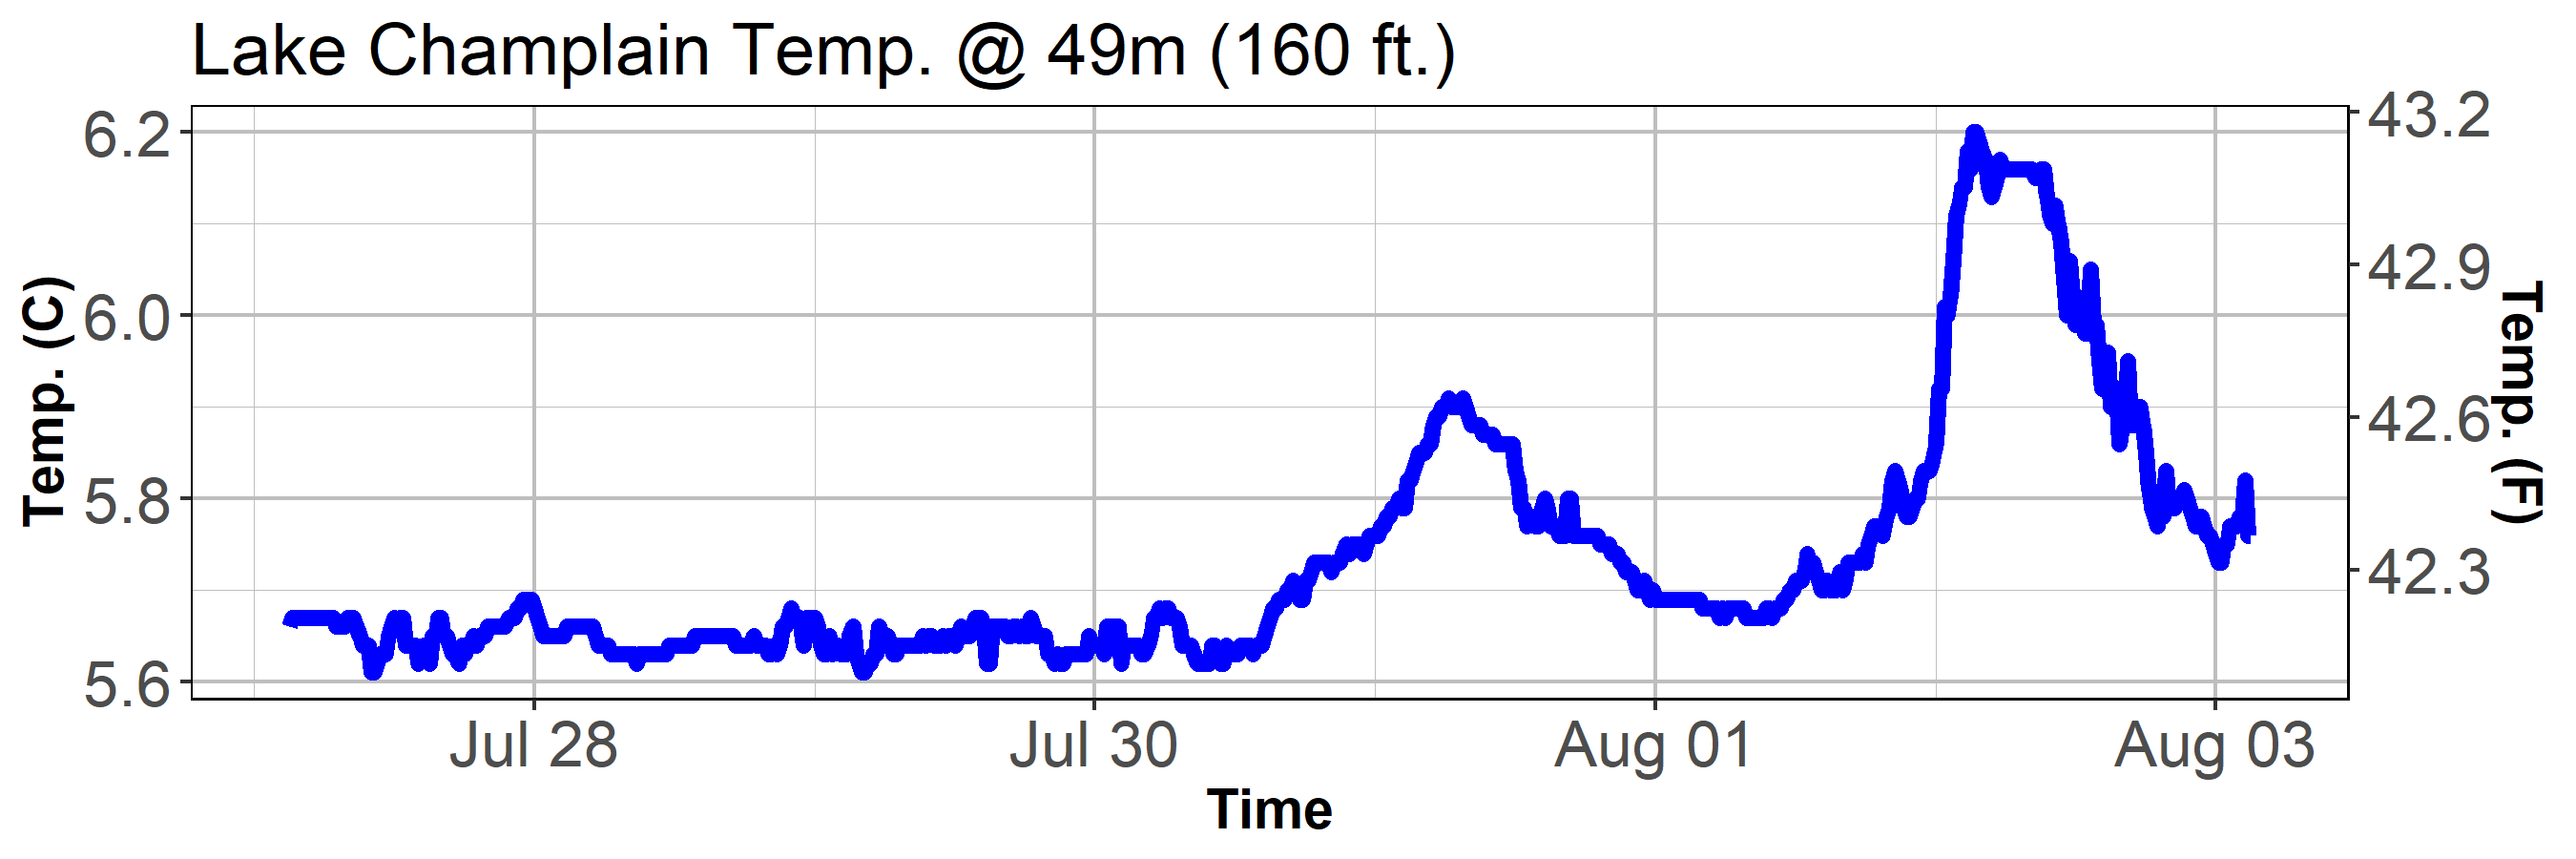 Lake Champlain Temp. @ 49m (160 ft.)
6.2
6.0
5.8
5.6
Temp. (C)
43.2
42.9
42.6
42.3
Temp. (F)
Jul 28
Jul 30
Aug 01
Aug 03
Time